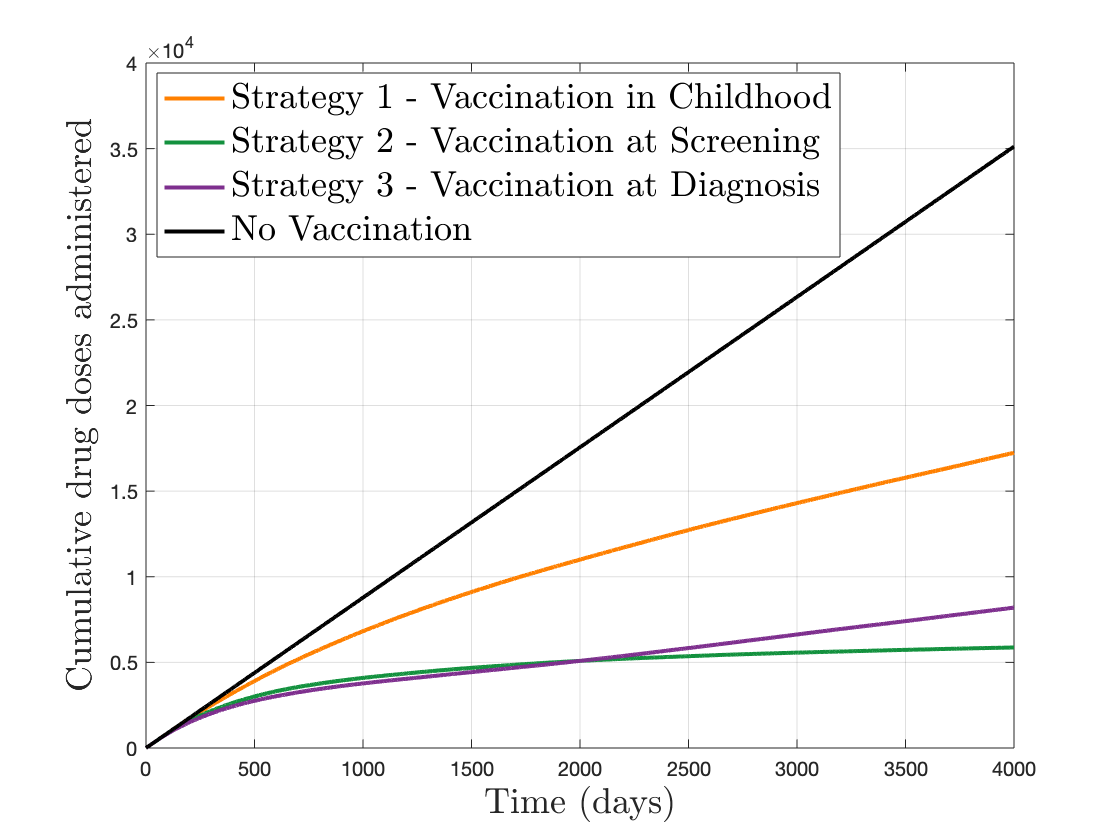 ×10⁴
4
3.5
3
2.5
2
1.5
1
0.5
0
Cumulative drug doses administered
Strategy 1 - Vaccination in Childhood
Strategy 2 - Vaccination at Screening
Strategy 3 - Vaccination at Diagnosis
No Vaccination
0 500 1000 1500 2000 2500 3000 3500 4000
Time (days)